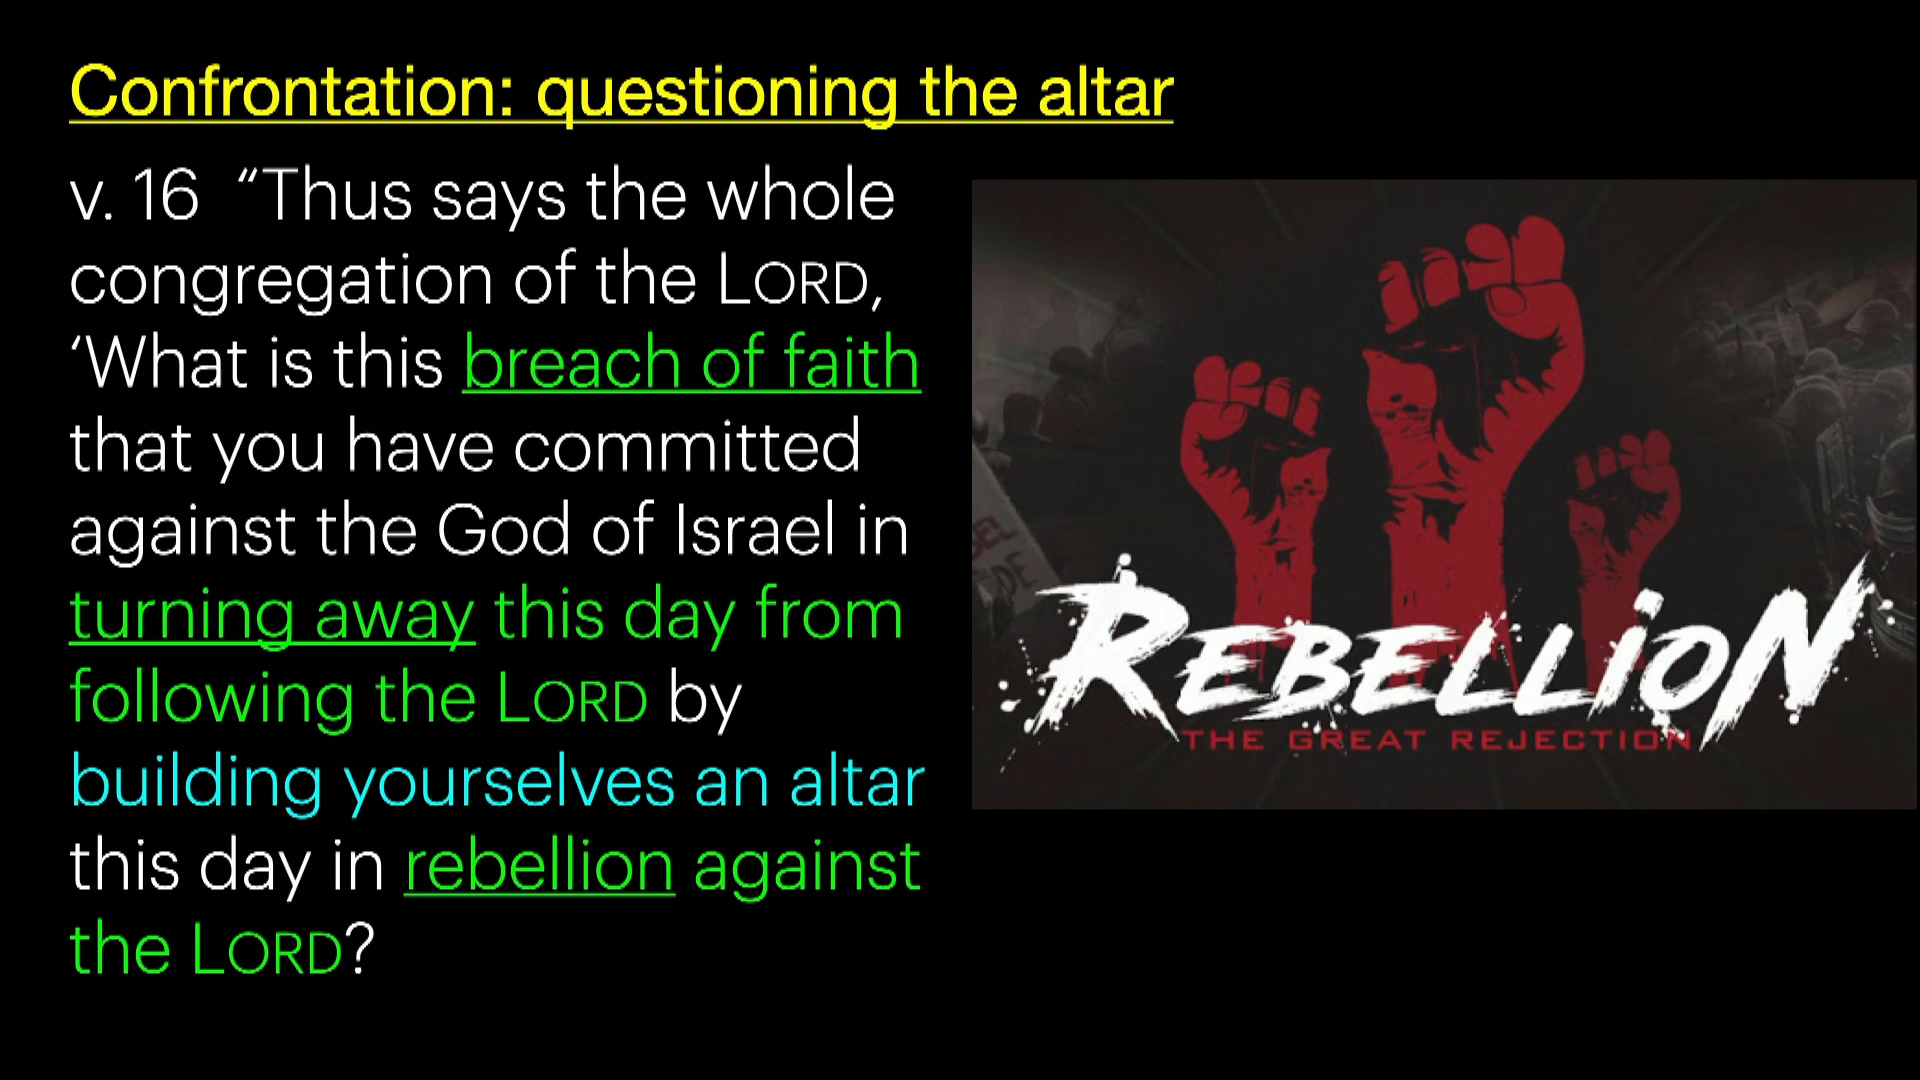 Confrontation: questioning the altar
v. 16  “Thus says the whole
congregation of the LORD,
‘What is this breach of faith
that you have committed
against the God of Israel in
turning away this day from
following the LORD by
building yourselves an altar
this day in rebellion against
the LORD?
REBELLiON
THE GREAT REJECTION